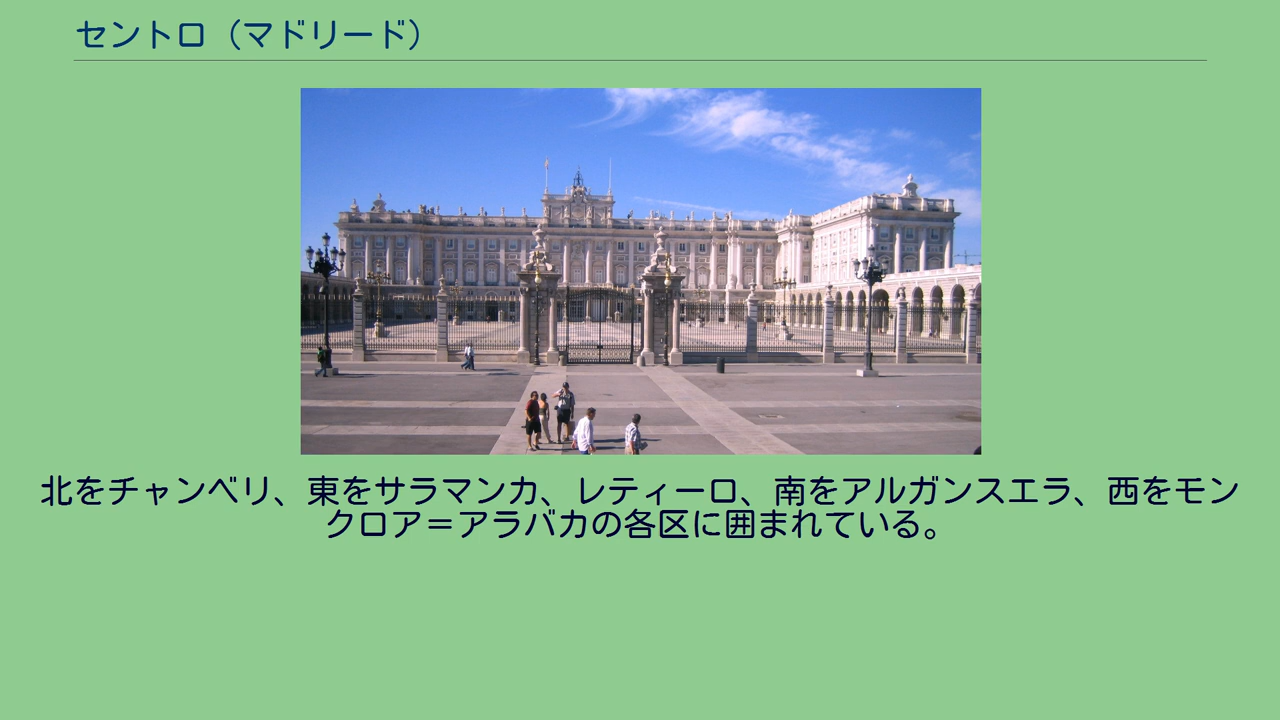 セントロ（マドリード）
北をチャンベリ、東をサラマンカ、レティーロ、南をアルガンスエラ、西をモン
クロア＝アラバカの各区に囲まれている。